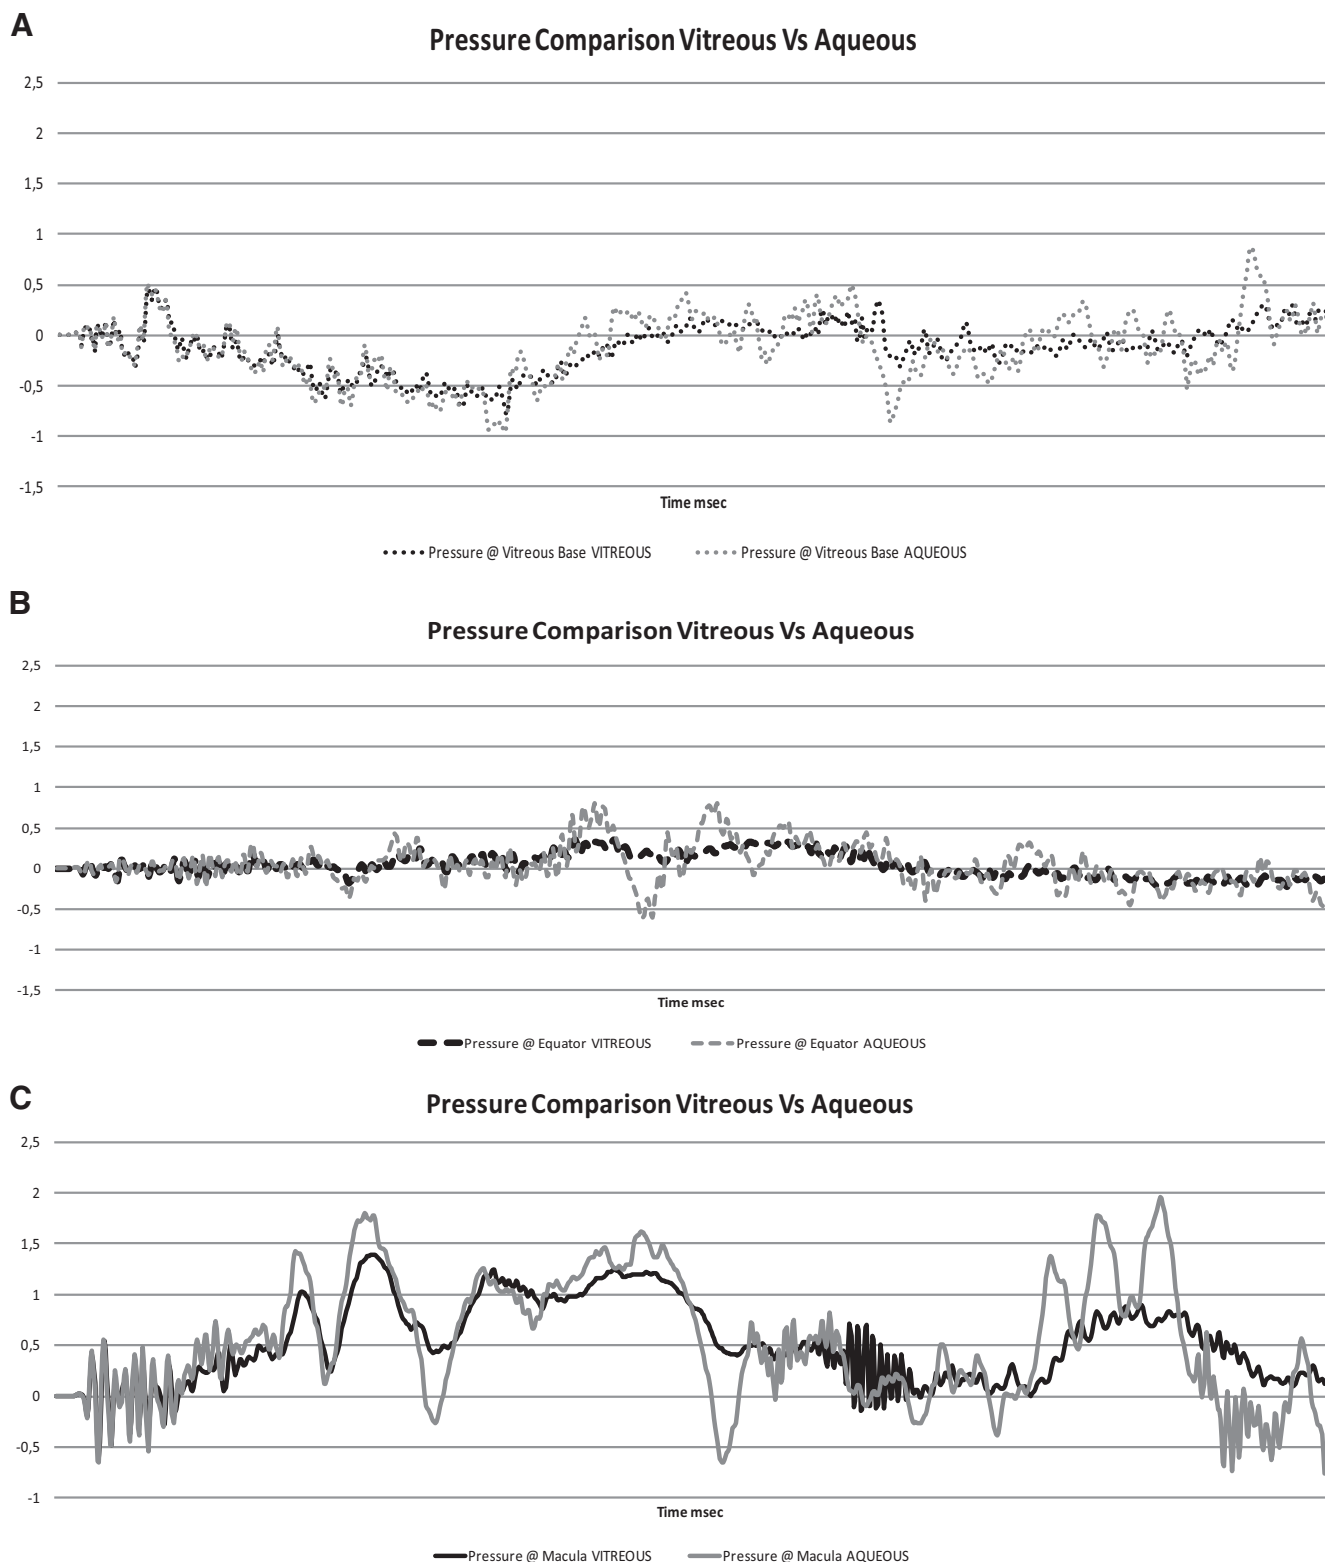 A
Pressure Comparison Vitreous Vs Aqueous
2,5
2
1,5
1
0,5
0
-0,5
-1
-1,5
Time msec
Pressure @ Vitreous Base VITREOUS Pressure @ Vitreous Base AQUEOUS
B
Pressure Comparison Vitreous Vs Aqueous
2,5
2
1,5
1
0,5
0
-0,5
-1
-1,5
Time msec
Pressure @ Equator VITREOUS Pressure @ Equator AQUEOUS
C
Pressure Comparison Vitreous Vs Aqueous
2,5
2
1,5
1
0,5
0
-0,5
-1
Time msec
Pressure @ Macula VITREOUS Pressure @ Macula AQUEOUS